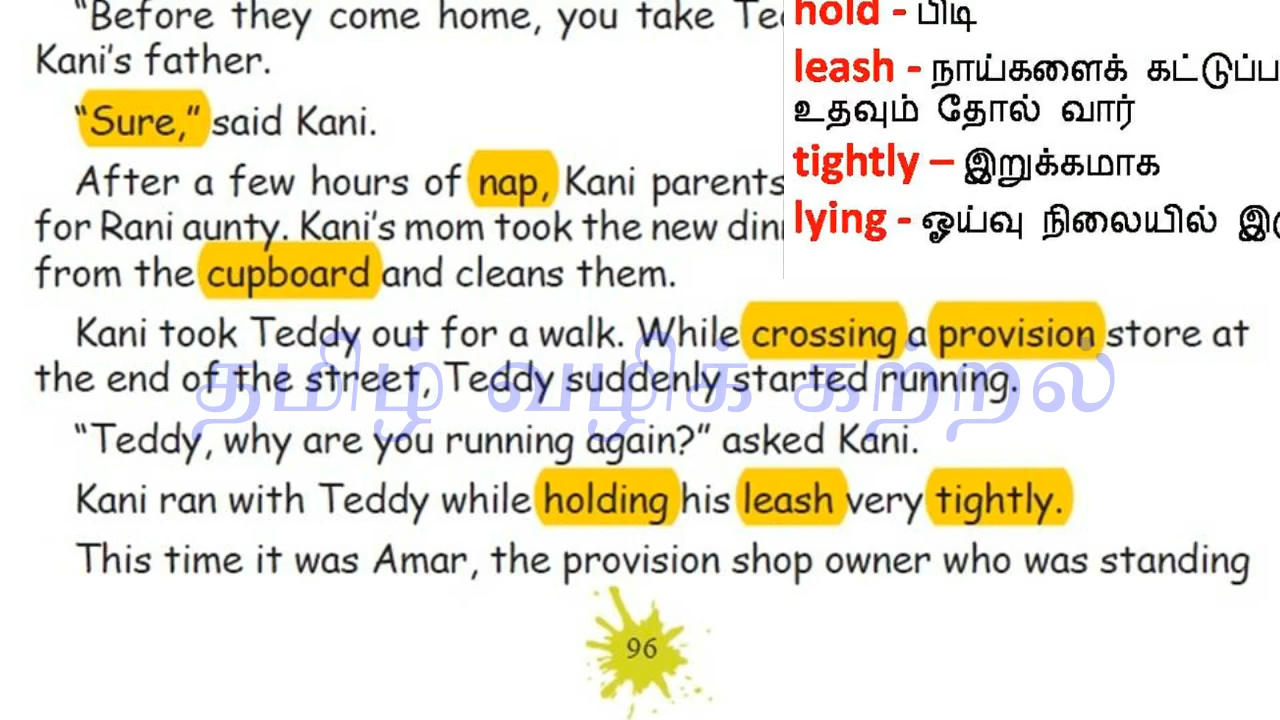 “Before they come home, you take
Kani’s father.
“Sure,” said Kani.
After a few hours of nap, Kani parents
for Rani aunty. Kani’s mom took the new
from the cupboard and cleans them.
Kani took Teddy out for a walk. While crossing a provision store at
the end of the street, Teddy suddenly started running.
“Teddy, why are you running again?” asked Kani.
Kani ran with Teddy while holding his leash very tightly.
This time it was Amar, the provision shop owner who was standing
96
hold - பிடி
leash - நாய்களைக்
உதவும் தோல் வார்
tightly – இறுக்கமாக
lying - ஓய்வு நிலையில்
தமிழ் வழிக் கற்றல்